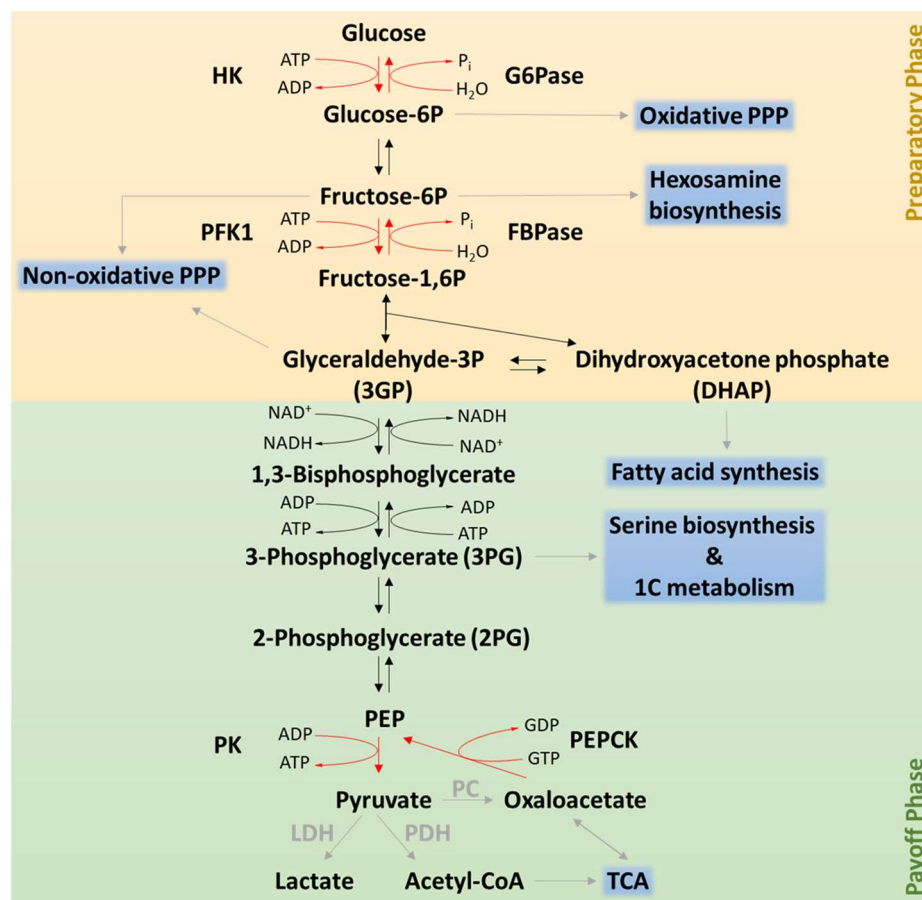 Preparatory Phase
Glucose
ATP
ADP
HK
Pi
H2O
G6Pase
Glucose-6P
Oxidative PPP
Fructose-6P
Hexosamine
biosynthesis
ATP
ADP
PFK1
Pi
H2O
FBPase
Non-oxidative PPP
Fructose-1,6P
Glyceraldehyde-3P
(3GP)
Dihydroxyacetone phosphate
(DHAP)
NAD+
NADH
NADH
NAD+
1,3-Bisphosphoglycerate
Fatty acid synthesis
ADP
ATP
ADP
ATP
3-Phosphoglycerate (3PG)
Serine biosynthesis
&
1C metabolism
2-Phosphoglycerate (2PG)
PEP
PK
ADP
ATP
GDP
GTP
PEPCK
Pyruvate
PC
Oxaloacetate
LDH
PDH
Lactate
Acetyl-CoA
TCA
Payoff Phase